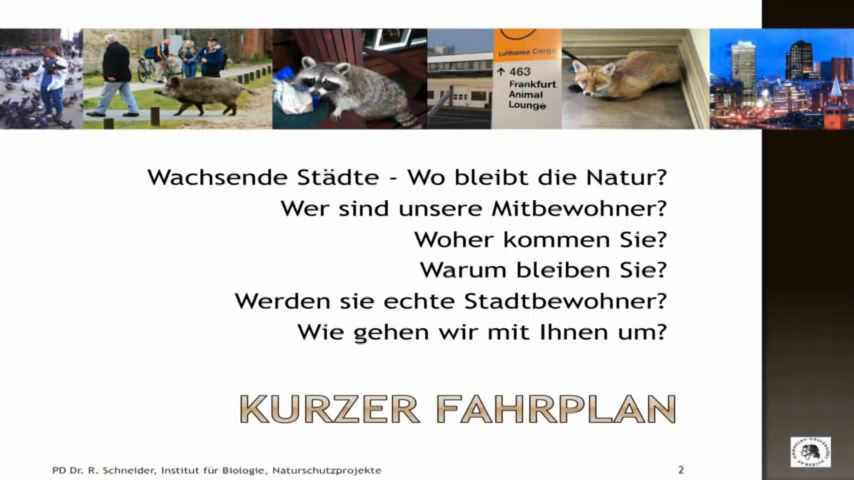 Lufthansa Cargo
463
Frankfurt
Animal
Lounge
Wachsende Städte - Wo bleibt die Natur?
Wer sind unsere Mitbewohner?
Woher kommen Sie?
Warum bleiben Sie?
Werden sie echte Stadtbewohner?
Wie gehen wir mit Ihnen um?
KURZER FAHRPLAN
PD Dr. R. Schneider, Institut für Biologie, Naturschutzprojekte
2